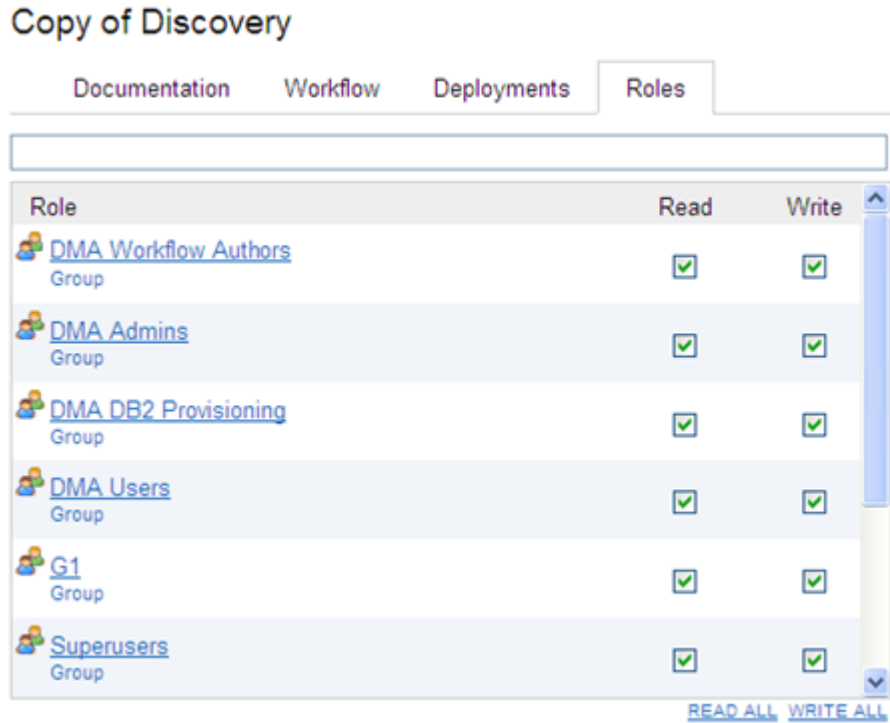 Copy of Discovery
Documentation Workflow Deployments Roles
Role Read Write
DMA Workflow Authors
Group
DMA Admins
Group
DMA DB2 Provisioning
Group
DMA Users
Group
G1
Group
Superusers
Group
READ ALL WRITE ALL